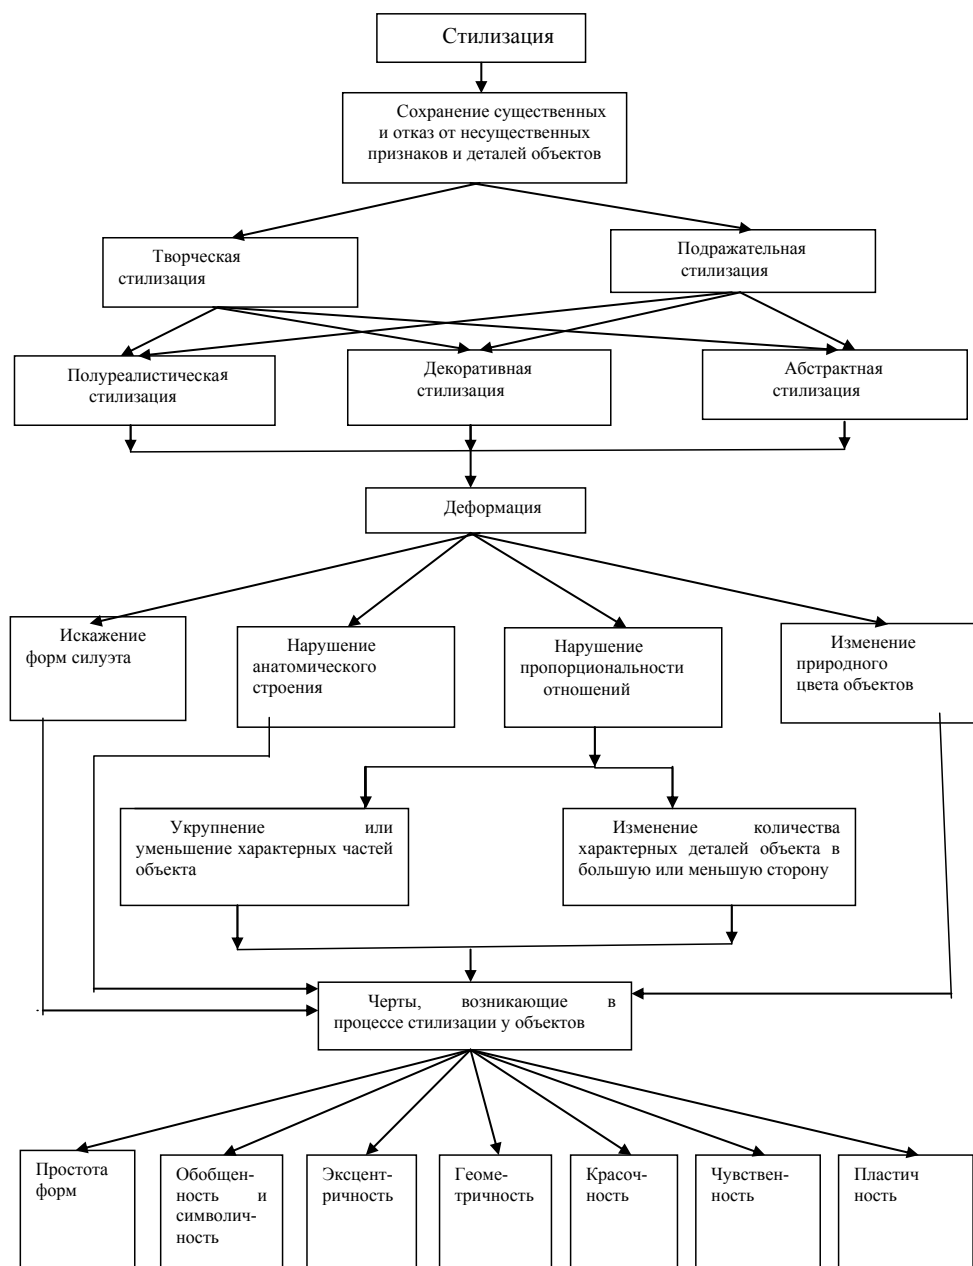 Стилизация
Сохранение существенных
и отказ от несущественных
признаков и деталей объектов
Творческая
стилизация
Подражательная
стилизация
Полуреалистическая
стилизация
Декоративная
стилизация
Абстрактная
стилизация
Деформация
Искажение
форм силуэта
Нарушение
анатомического
строения
Нарушение
пропорциональности
отношений
Изменение
природного
цвета объектов
Укрупнение или
уменьшение характерных частей
объекта
Изменение количества
характерных деталей объекта в
большую или меньшую сторону
Черты, возникающие в
процессе стилизации у объектов
Простота
форм
Обобщен-
ность и
символич-
ность
Эксцент-
ричность
Геоме-
тричность
Красоч-
ность
Чувствен-
ность
Пластич
ность